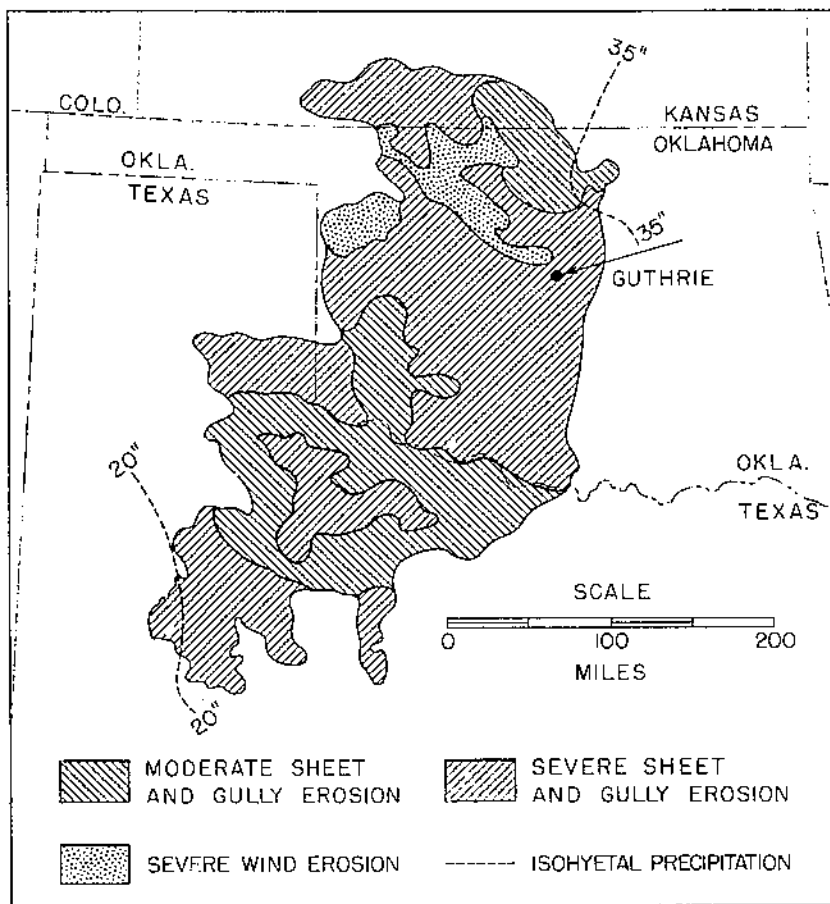 35"
COLO.
KANSAS
OKLAHOMA
OKLA.
TEXAS
35"
GUTHRIE
20"
OKLA.
TEXAS
SCALE
0 100 200
MILES
20"
MODERATE SHEET
AND GULLY EROSION
SEVERE SHEET
AND GULLY EROSION
SEVERE WIND EROSION
ISOHYETAL PRECIPITATION